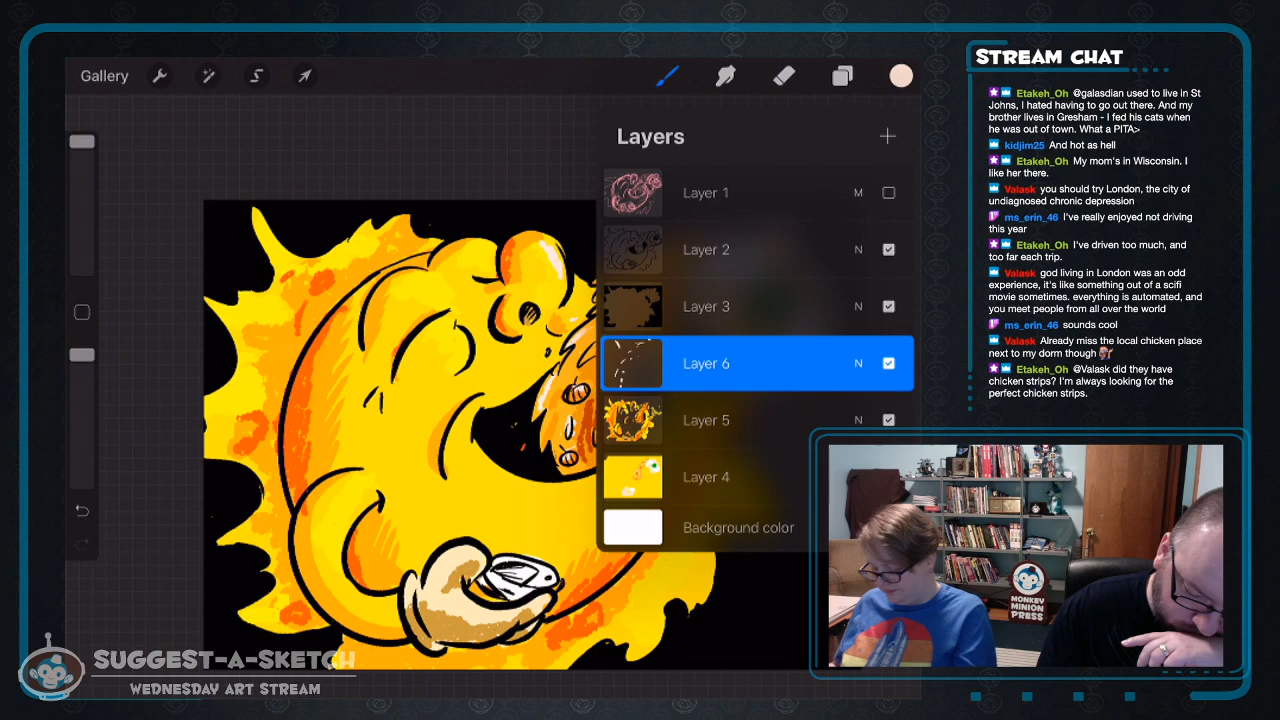 Gallery
Layers
Layer 1
M
Layer 2
N
Layer 3
N
Layer 6
N
Layer 5
N
Layer 4
Background color
STREAM CHAT
Etakeh_Oh @galasdian used to live in St
Johns, I hated having to go out there. And my
brother lives in Gresham - I fed his cats when
he was out of town. What a PITA>
kidjim25 And hot as hell
Etakeh_Oh My mom's in Wisconsin. I
like her there.
Valask you should try London, the city of
undiagnosed chronic depression
ms_erin_46 I've really enjoyed not driving
this year
Etakeh_Oh I've driven too much, and
too far each trip.
Valask god living in London was an odd
experience, it's like something out of a scifi
movie sometimes. everything is automated, and
you meet people from all over the world
ms_erin_46 sounds cool
Valask Already miss the local chicken place
next to my dorm though
Etakeh_Oh @Valask did they have
chicken strips? I'm always looking for the
perfect chicken strips.
MONKEY
MINION
PRESS
SUGGEST-A-SKETCH
WEDNESDAY ART STREAM